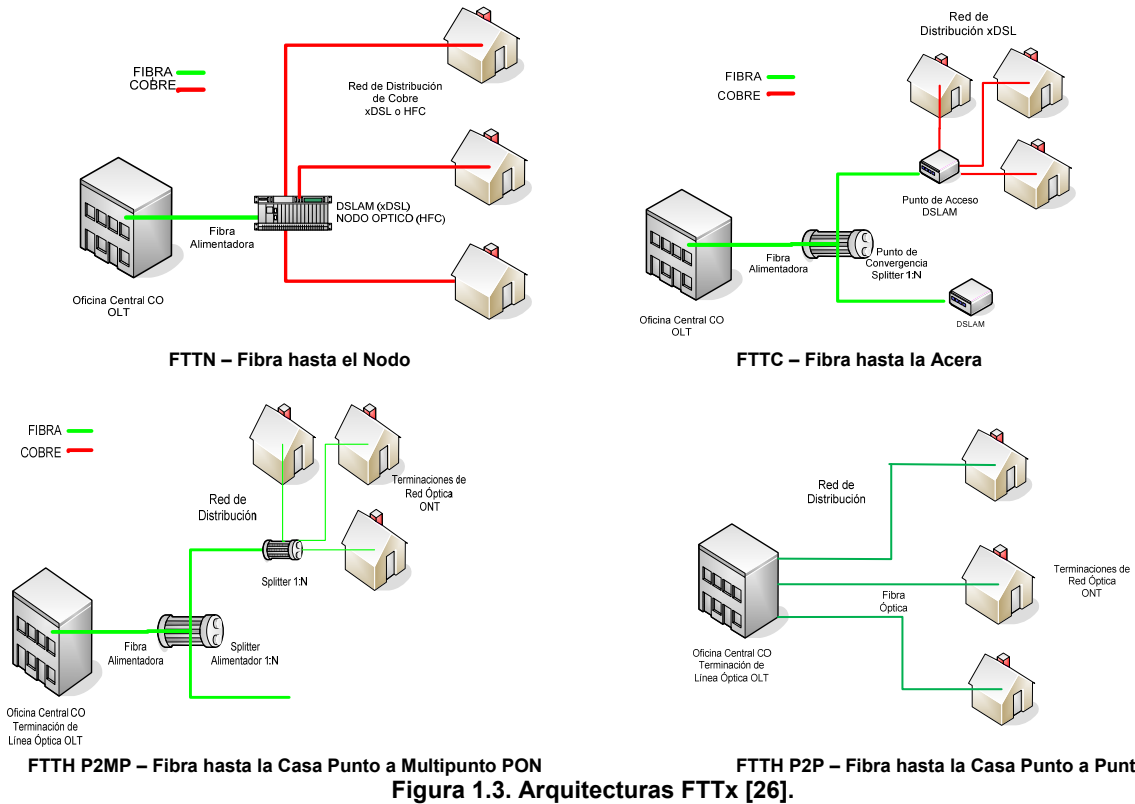 FIBRA
COBRE
Red de Distribución
de Cobre
xDSL o HFC
DSLAM (xDSL)
NODO OPTICO (HFC)
Fibra
Alimentadora
Oficina Central CO
OLT
FTTN – Fibra hasta el Nodo
Red de
Distribución xDSL
FIBRA
COBRE
Punto de Acceso
DSLAM
Fibra
Alimentadora
Punto de
Convergencia
Splitter 1:N
Oficina Central CO
OLT
DSLAM
FTTC – Fibra hasta la Acera
FIBRA
COBRE
Red de
Distribución
Terminaciones de
Red Óptica
ONT
Splitter 1:N
Fibra
Alimentadora
Splitter
Alimentador 1:N
Oficina Central CO
Terminación de
Línea Óptica OLT
FTTH P2MP – Fibra hasta la Casa Punto a Multipunto PON
Red de
Distribución
Terminaciones de
Red Óptica
ONT
Fibra
Óptica
Oficina Central CO
Terminación de
Línea Óptica OLT
FTTH P2P – Fibra hasta la Casa Punto a Punt
Figura 1.3. Arquitecturas FTTx [26].